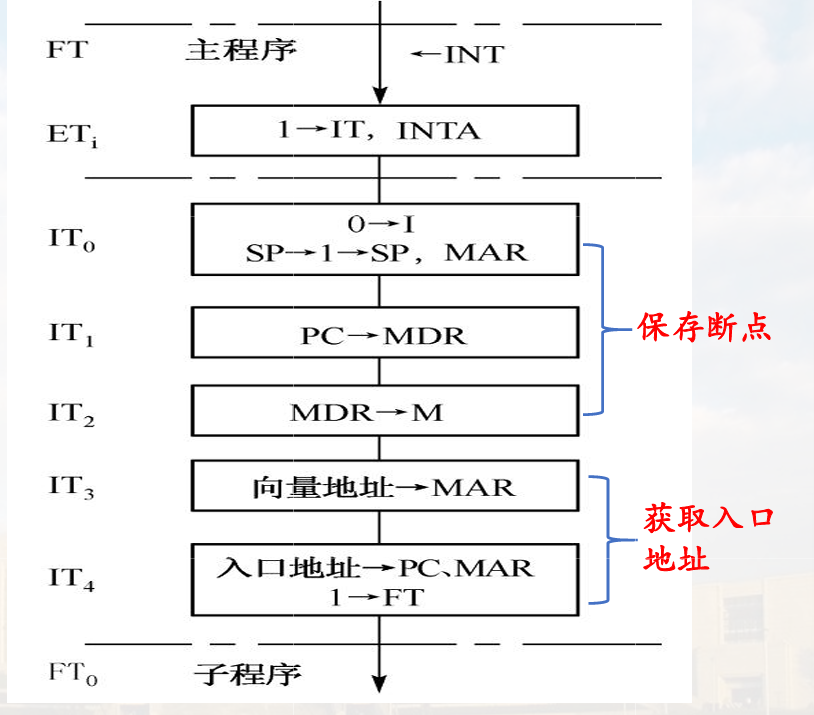 FT 主程序 ←INT
ETi 1→IT, INTA
IT0 0→I
SP→1→SP, MAR
IT1 PC→MDR
保存断点
IT2 MDR→M
IT3 向量地址→MAR
获取入口
地址
IT4 入口地址→PC、MAR
1→FT
FT0 子程序